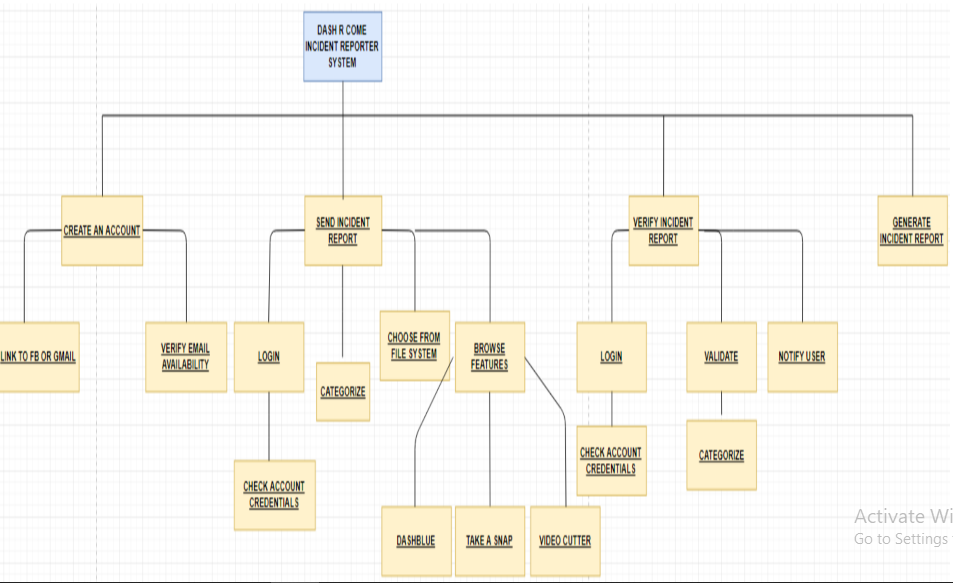 DASH R COME
INCIDENT REPORTER
SYSTEM
CREATE AN ACCOUNT
SEND INCIDENT
REPORT
VERIFY INCIDENT
REPORT
GENERATE
INCIDENT REPORT
LINK TO FB OR GMAIL
VERIFY EMAIL
AVAILABILITY
LOGIN
CATEGORIZE
CHOOSE FROM
FILE SYSTEM
BROWSE
FEATURES
LOGIN
VALIDATE
NOTIFY USER
CHECK ACCOUNT
CREDENTIALS
CHECK ACCOUNT
CREDENTIALS
CATEGORIZE
DASHBLUE
TAKE A SNAP
VIDEO CUTTER
Activate Wi
Go to Settings